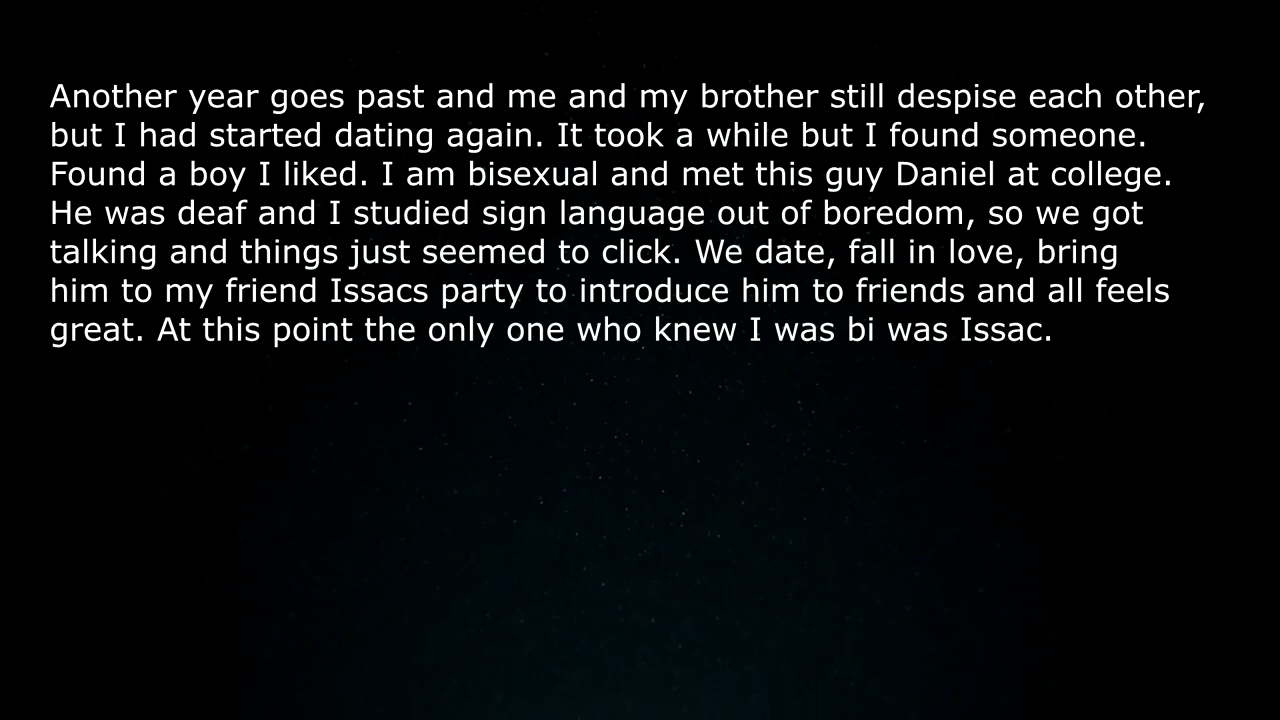 Another year goes past and me and my brother still despise each other,
but I had started dating again. It took a while but I found someone.
Found a boy I liked. I am bisexual and met this guy Daniel at college.
He was deaf and I studied sign language out of boredom, so we got
talking and things just seemed to click. We date, fall in love, bring
him to my friend Issacs party to introduce him to friends and all feels
great. At this point the only one who knew I was bi was Issac.